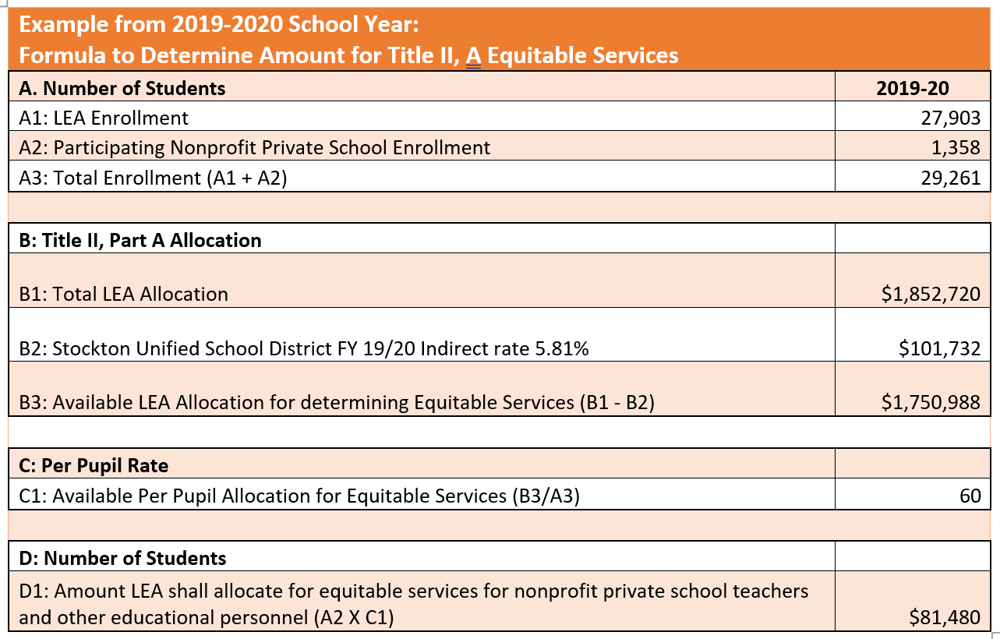 Example from 2019-2020 School Year:
Formula to Determine Amount for Title II, A Equitable Services
A. Number of Students 2019-20
A1: LEA Enrollment 27,903
A2: Participating Nonprofit Private School Enrollment 1,358
A3: Total Enrollment (A1 + A2) 29,261
B: Title II, Part A Allocation
B1: Total LEA Allocation $1,852,720
B2: Stockton Unified School District FY 19/20 Indirect rate 5.81% $101,732
B3: Available LEA Allocation for determining Equitable Services (B1 - B2) $1,750,988
C: Per Pupil Rate
C1: Available Per Pupil Allocation for Equitable Services (B3/A3) 60
D: Number of Students
D1: Amount LEA shall allocate for equitable services for nonprofit private school teachers
and other educational personnel (A2 X C1) $81,480